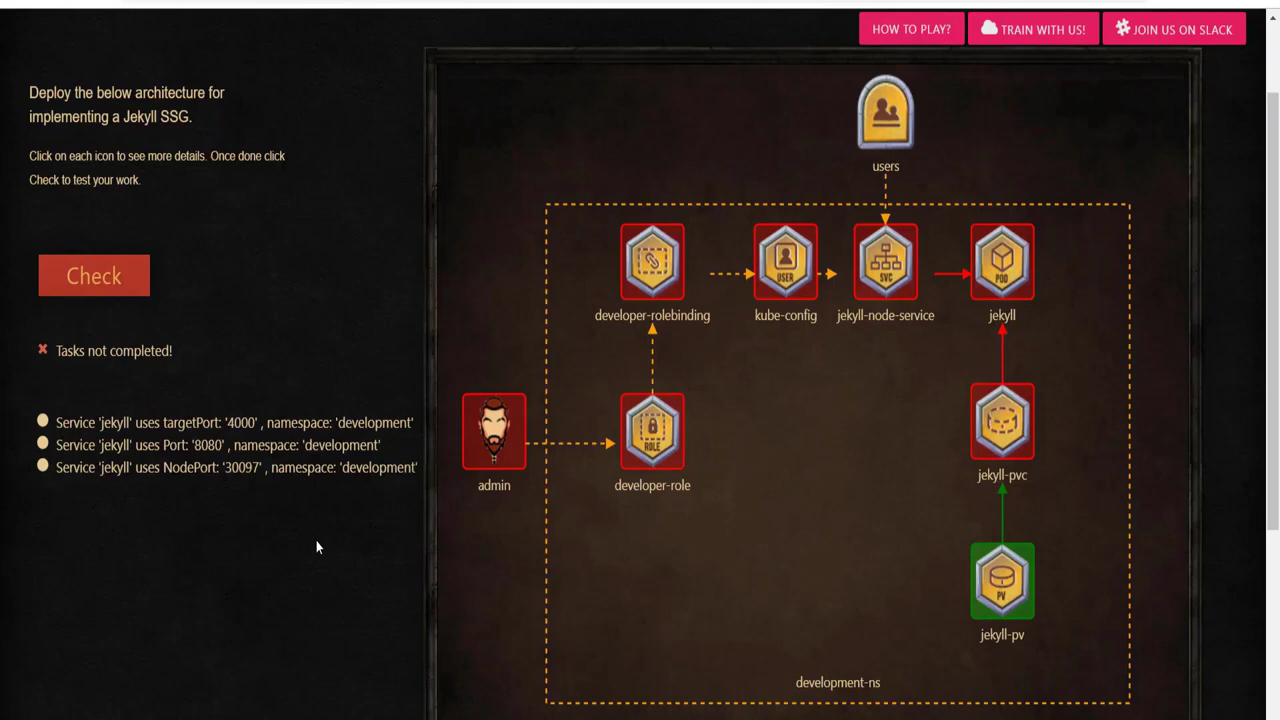 HOW TO PLAY?
TRAIN WITH US!
JOIN US ON SLACK
Deploy the below architecture for
implementing a Jekyll SSG.
Click on each icon to see more details. Once done click
Check to test your work.
Check
Tasks not completed!
Service 'jekyll' uses targetPort: '4000' , namespace: 'development'
Service 'jekyll' uses Port: '8080' , namespace: 'development'
Service 'jekyll' uses NodePort: '30097' , namespace: 'development'
users
USER
SVC
POD
developer-rolebinding
kube-config
jekyll-node-service
jekyll
ROLE
admin
developer-role
jekyll-pvc
PV
jekyll-pv
development-ns